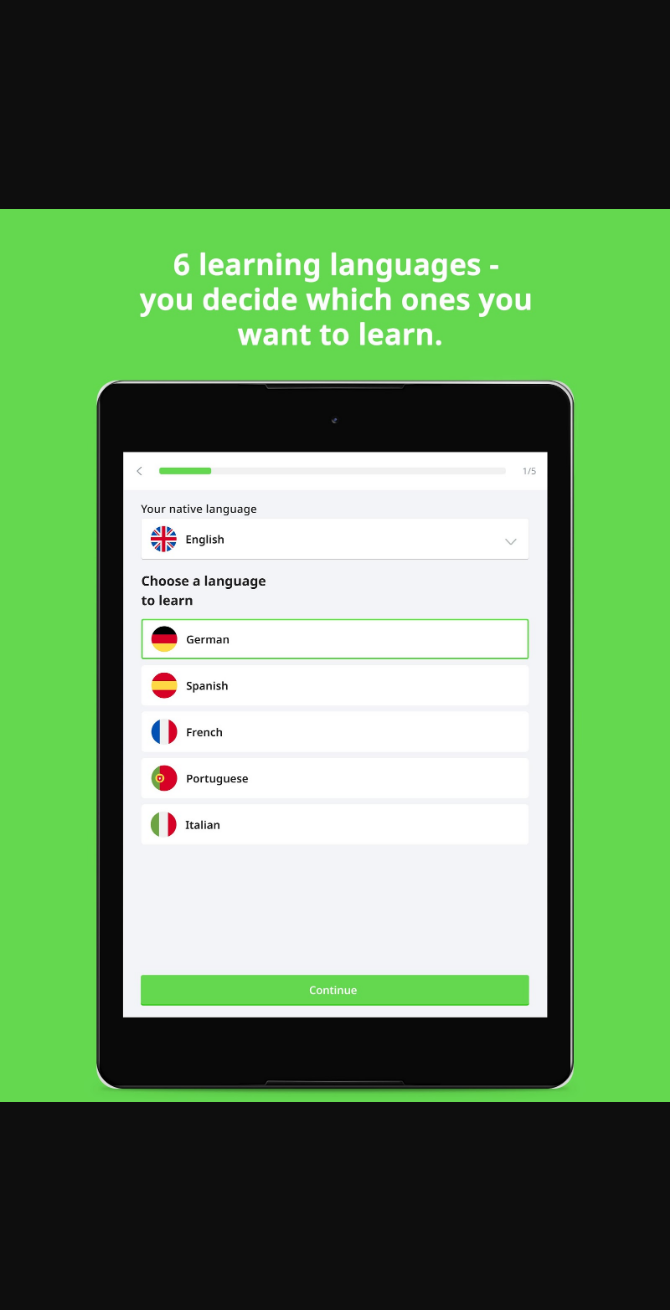 6 learning languages -
you decide which ones you
want to learn.
1/5
Your native language
English
Choose a language
to learn
German
Spanish
French
Portuguese
Italian
Continue